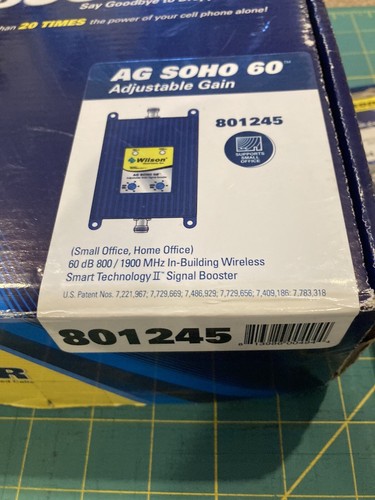 Say Goodbye to
than 20 TIMES the power of your cell phone alone!
AG SOHO 60™
Adjustable Gain
801245
Wilson
AG SOHO 60
SUPPORTS
SMALL
OFFICE
(Small Office, Home Office)
60 dB 800 / 1900 MHz In-Building Wireless
Smart Technology II™ Signal Booster
U.S. Patent Nos. 7,221,967; 7,729,669; 7,486,929; 7,729,656; 7,409,186; 7,783,318
801245
R